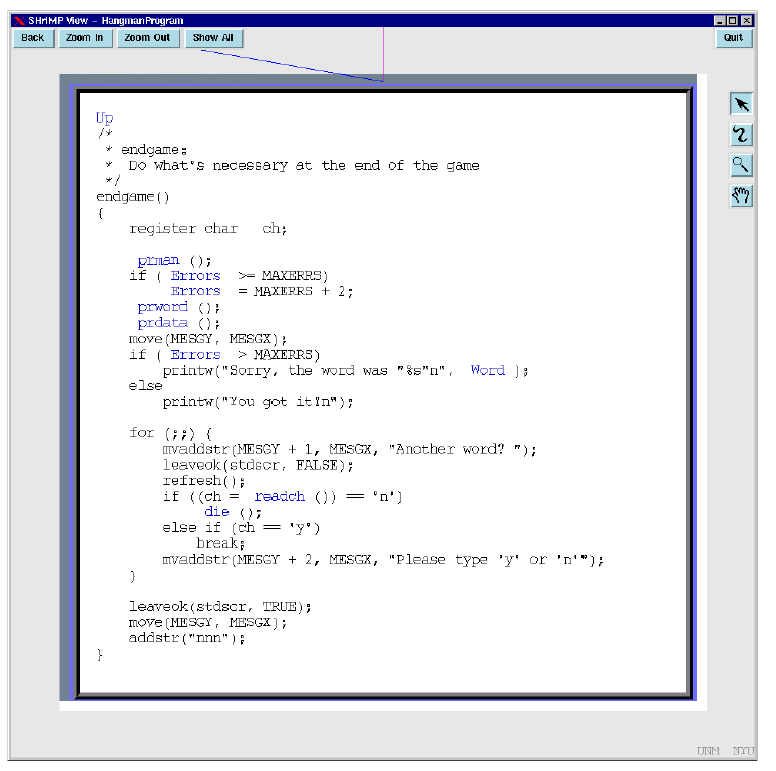 SHriMP View – HangmanProgram
Back Zoom In Zoom Out Show All Quit
Up
/*
 * endgame:
 *  Do what's necessary at the end of the game
 */
endgame()
{
    register char   ch;

     prman ();
    if ( Errors  >= MAXERRS)
         Errors  = MAXERRS + 2;
     prword ();
     prdata ();
    move(MESGY, MESGX);
    if ( Errors  > MAXERRS)
        printw("Sorry, the word was "%s"n",  Word );
    else
        printw("You got it!n");

    for (;;) {
        mvaddstr(MESGY + 1, MESGX, "Another word? ");
        leaveok(stdscr, FALSE);
        refresh();
        if ((ch =  readch ()) == 'n')
             die ();
        else if (ch == 'y')
            break;
        mvaddstr(MESGY + 2, MESGX, "Please type 'y' or 'n'");
    }

    leaveok(stdscr, TRUE);
    move(MESGY, MESGX);
    addstr("nnn");
}
UNM NYU